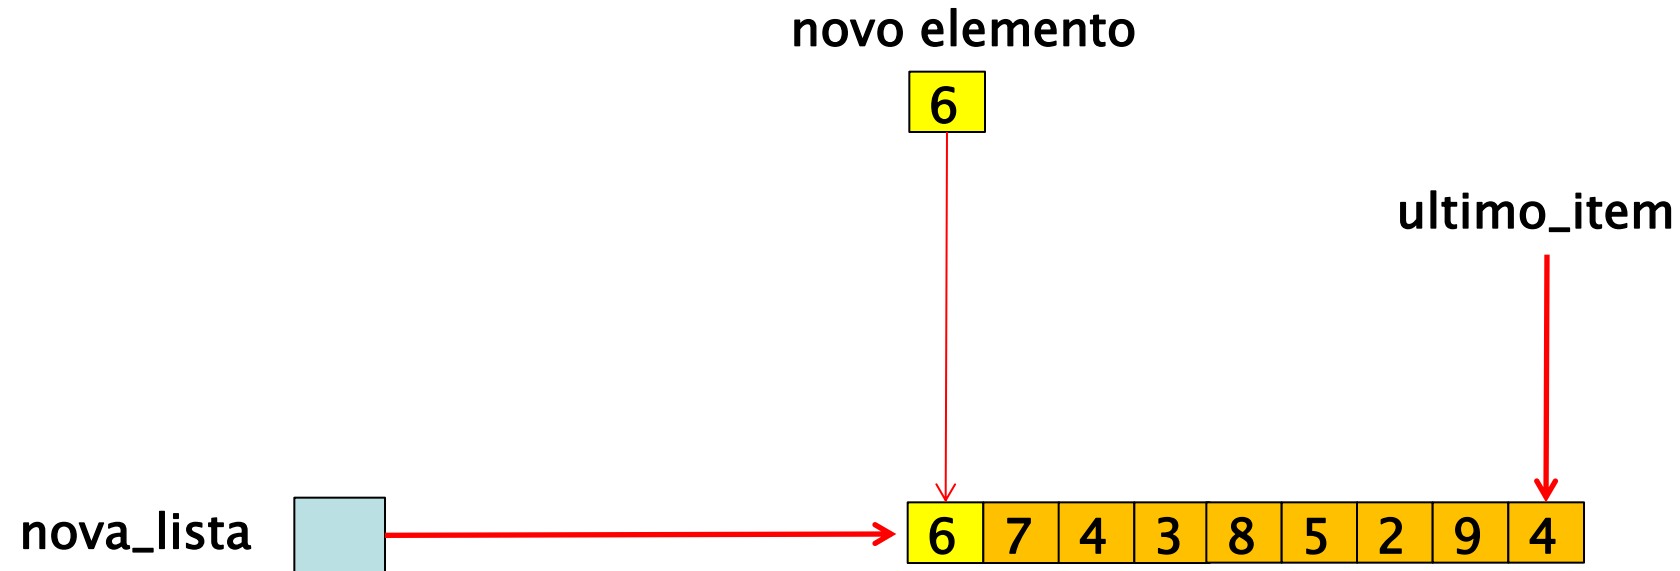 novo elemento
6
ultimo_item
nova_lista
6 7 4 3 8 5 2 9 4